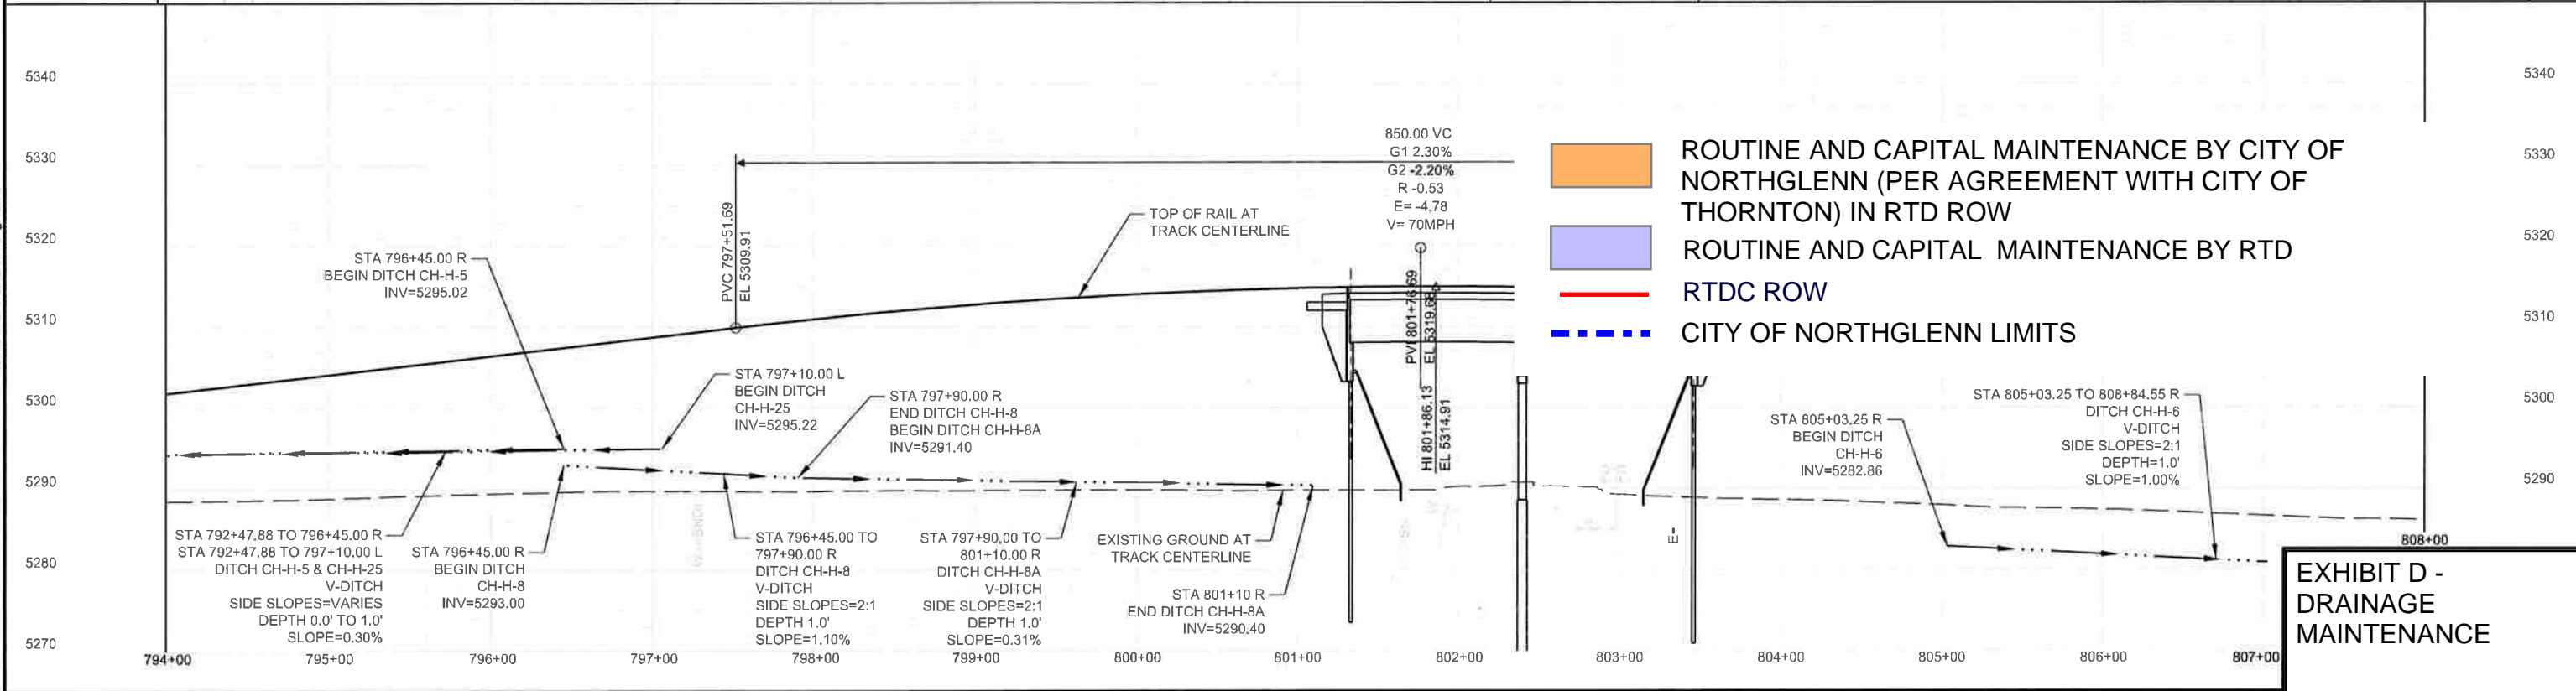 5340
5330
5320
5310
5300
5290
5280
5270
STA 796+45.00 R
BEGIN DITCH CH-H-5
INV=5295.02
PVC 797+51.69
EL 5309.91
TOP OF RAIL AT
TRACK CENTERLINE
850.00 VC
G1 2.30%
G2 -2.20%
R -0.53
E= -4.78
V= 70MPH
PVI 801+76.69
EL 5319.68
HI 801+86.13
EL 5314.91
ROUTINE AND CAPITAL MAINTENANCE BY CITY OF
NORTHGLENN (PER AGREEMENT WITH CITY OF
THORNTON) IN RTD ROW
ROUTINE AND CAPITAL MAINTENANCE BY RTD
RTDC ROW
CITY OF NORTHGLENN LIMITS
STA 797+10.00 L
BEGIN DITCH
CH-H-25
INV=5295.22
STA 797+90.00 R
END DITCH CH-H-8
BEGIN DITCH CH-H-8A
INV=5291.40
STA 805+03.25 R
BEGIN DITCH
CH-H-6
INV=5282.86
STA 805+03.25 TO 808+84.55 R
DITCH CH-H-6
V-DITCH
SIDE SLOPES=2:1
DEPTH=1.0'
SLOPE=1.00%
STA 792+47.88 TO 796+45.00 R
STA 792+47.88 TO 797+10.00 L
DITCH CH-H-5 & CH-H-25
V-DITCH
SIDE SLOPES=VARIES
DEPTH 0.0' TO 1.0'
SLOPE=0.30%
STA 796+45.00 R
BEGIN DITCH
CH-H-8
INV=5293.00
STA 796+45.00 TO
797+90.00 R
DITCH CH-H-8
V-DITCH
SIDE SLOPES=2:1
DEPTH 1.0'
SLOPE=1.10%
STA 797+90.00 TO
801+10.00 R
DITCH CH-H-8A
V-DITCH
SIDE SLOPES=2:1
DEPTH 1.0'
SLOPE=0.31%
EXISTING GROUND AT
TRACK CENTERLINE
STA 801+10 R
END DITCH CH-H-8A
INV=5290.40
E-
5340
5330
5320
5310
5300
5290
808+00
794+00
795+00
796+00
797+00
798+00
799+00
800+00
801+00
802+00
803+00
804+00
805+00
806+00
807+00
EXHIBIT D -
DRAINAGE
MAINTENANCE